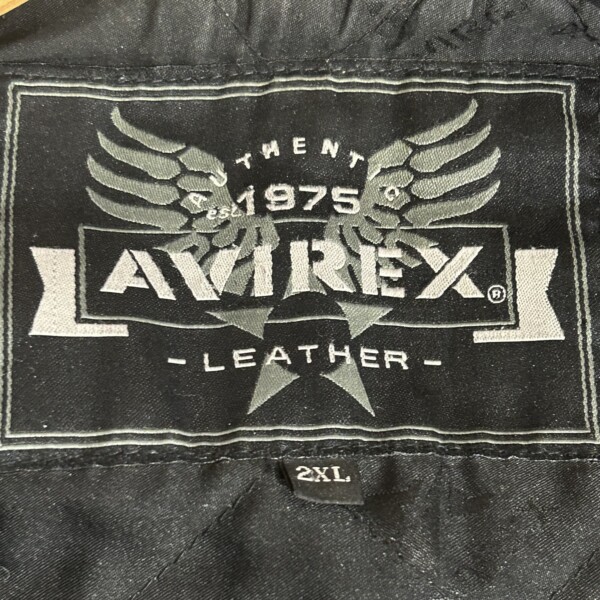 AUTHENTIC
est. 1975
AVIREX®
- LEATHER -
2XL